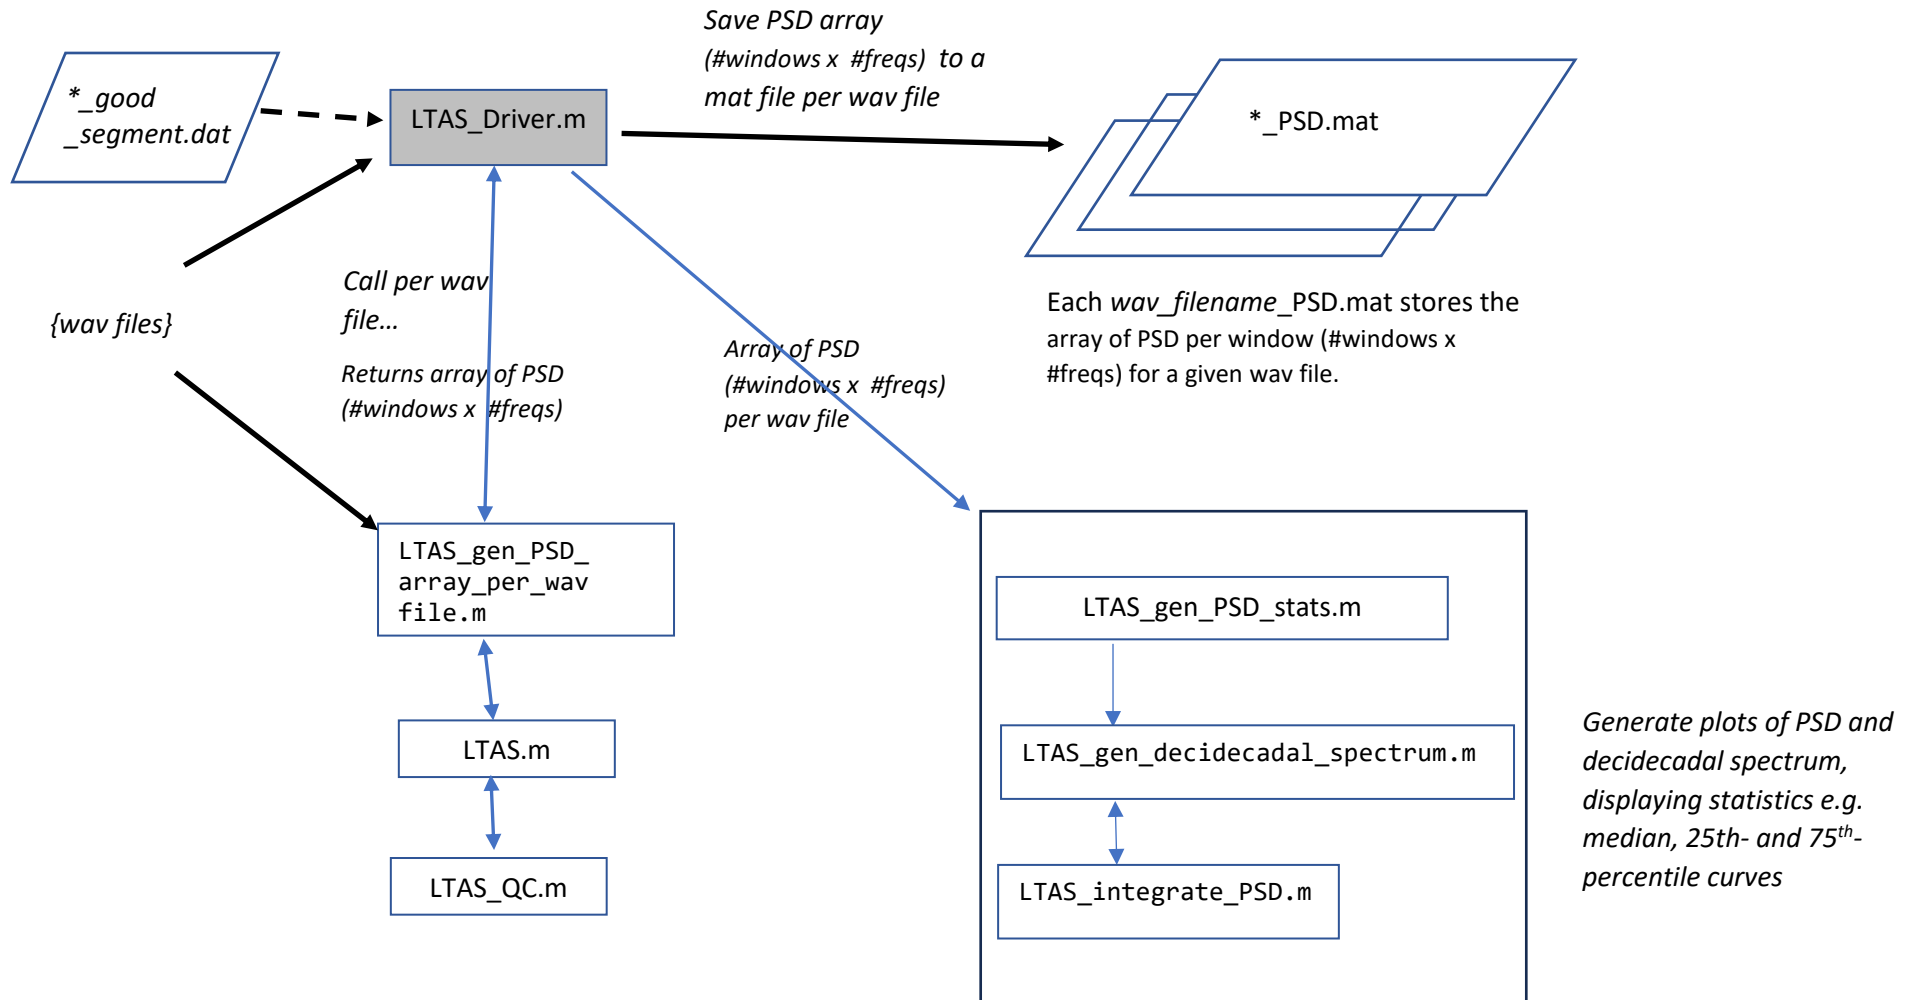 Save PSD array
(#windows x #freqs) to a
mat file per wav file
*_good
_segment.dat
LTAS_Driver.m
*_PSD.mat
{wav files}
Call per wav
file...
Returns array of PSD
(#windows x #freqs)
Array of PSD
(#windows x #freqs)
per wav file
Each wav_filename_PSD.mat stores the
array of PSD per window (#windows x
#freqs) for a given wav file.
LTAS_gen_PSD_
array_per_wav
file.m
LTAS.m
LTAS_QC.m
LTAS_gen_PSD_stats.m
LTAS_gen_decidecadal_spectrum.m
LTAS_integrate_PSD.m
Generate plots of PSD and
decidecadal spectrum,
displaying statistics e.g.
median, 25th- and 75th-
percentile curves